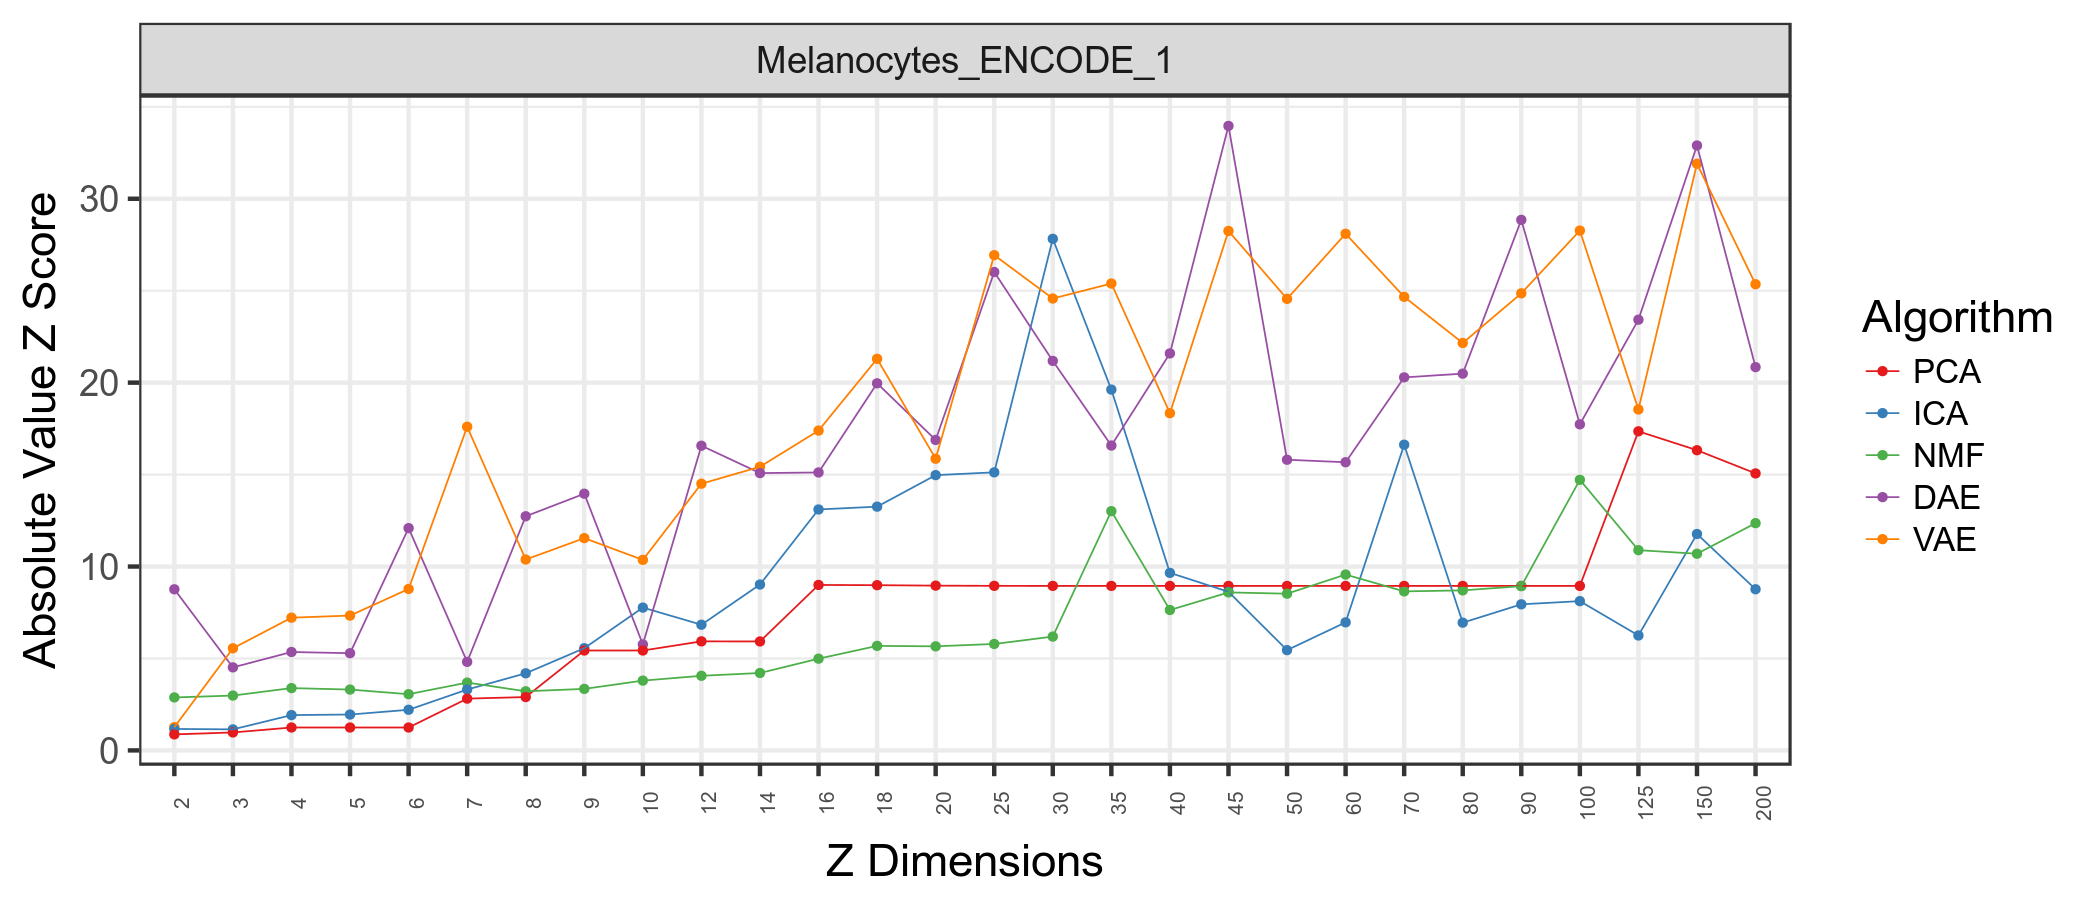 Melanocytes_ENCODE_1
Absolute Value Z Score
30
20
10
0
2 3 4 5 6 7 8 9 10 12 14 16 18 20 25 30 35 40 45 50 60 70 80 90 100 125 150 200
Z Dimensions
Algorithm
PCA
ICA
NMF
DAE
VAE